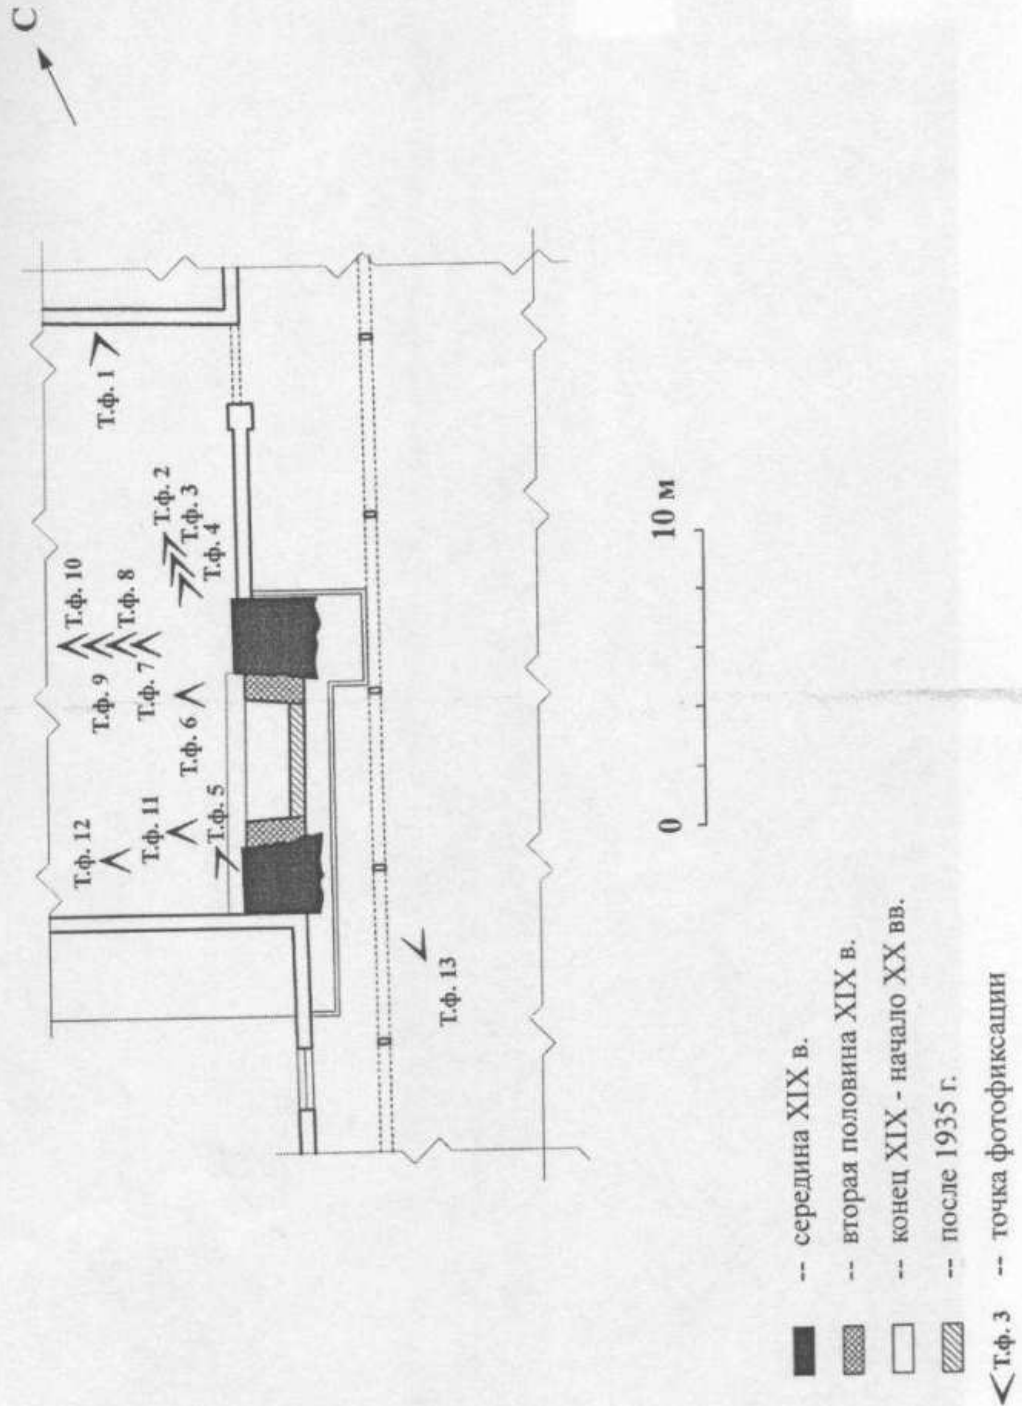 С
Т.ф. 1
Т.ф. 2
Т.ф. 3
Т.ф. 4
Т.ф. 10
Т.ф. 8
Т.ф. 9
Т.ф. 7
Т.ф. 6
Т.ф. 5
Т.ф. 11
Т.ф. 12
Т.ф. 13
0
10 м
-- середина XIX в.
-- вторая половина XIX в.
-- конец XIX - начало XX вв.
-- после 1935 г.
Т.ф. 3 -- точка фотофиксации